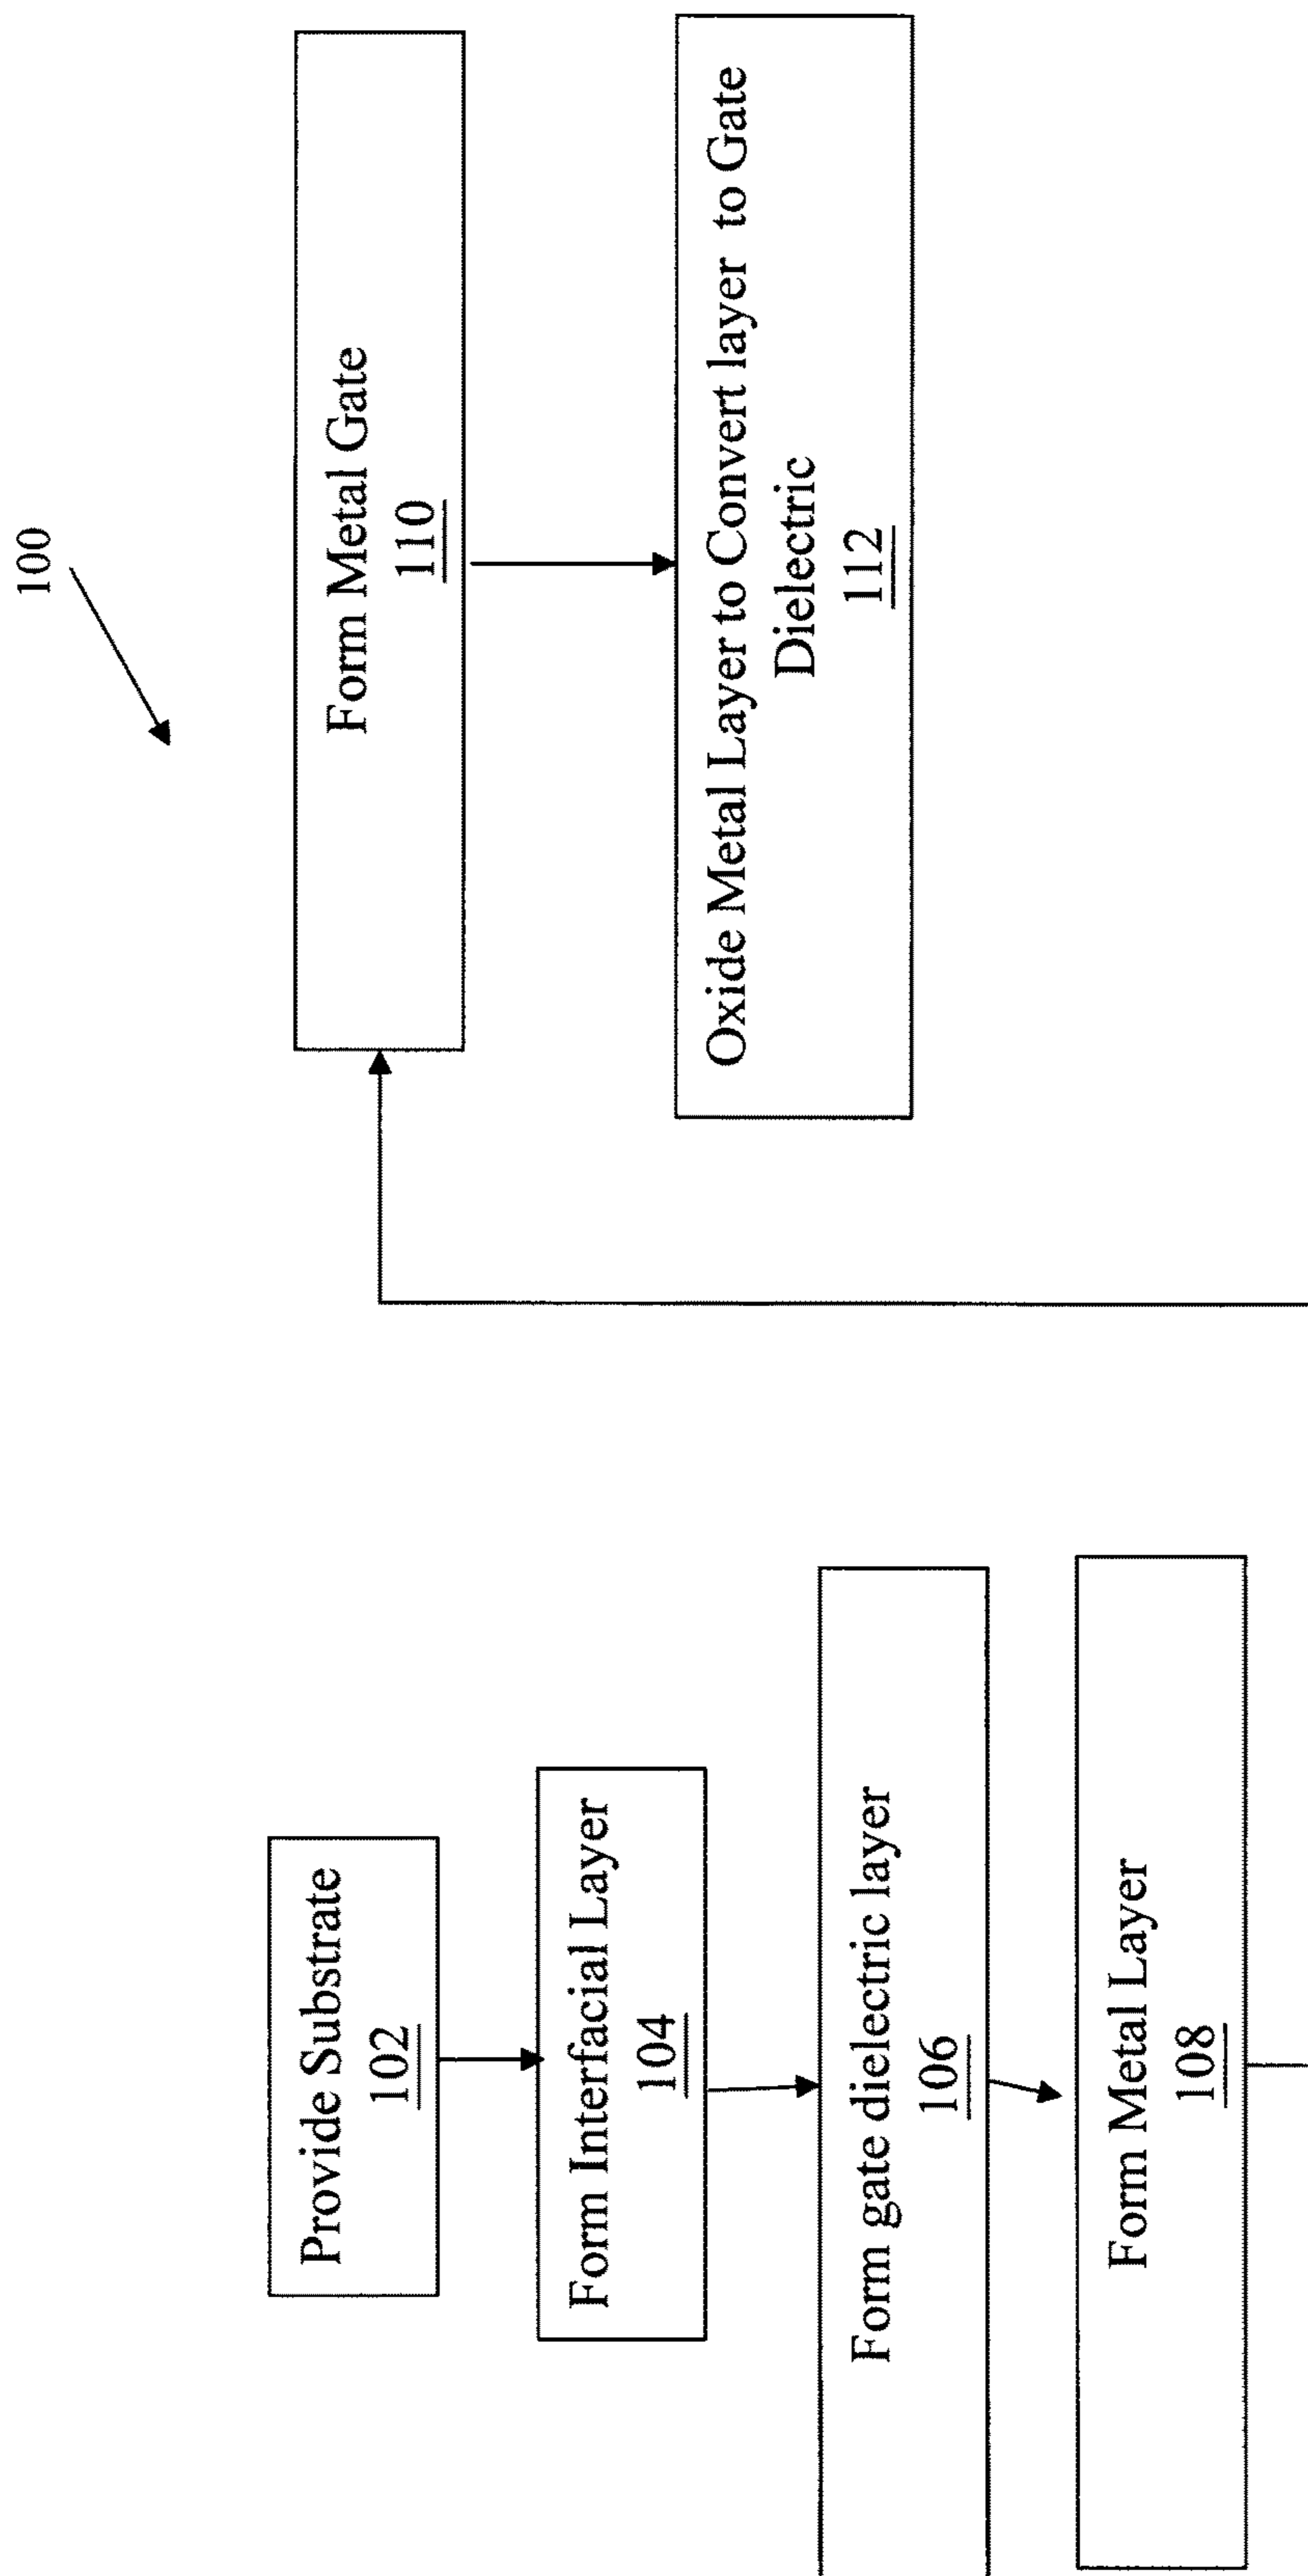 100
Provide Substrate
102
Form Interfacial Layer
104
Form gate dielectric layer
106
Form Metal Layer
108
Form Metal Gate
110
Oxide Metal Layer to Convert layer to Gate
Dielectric
112